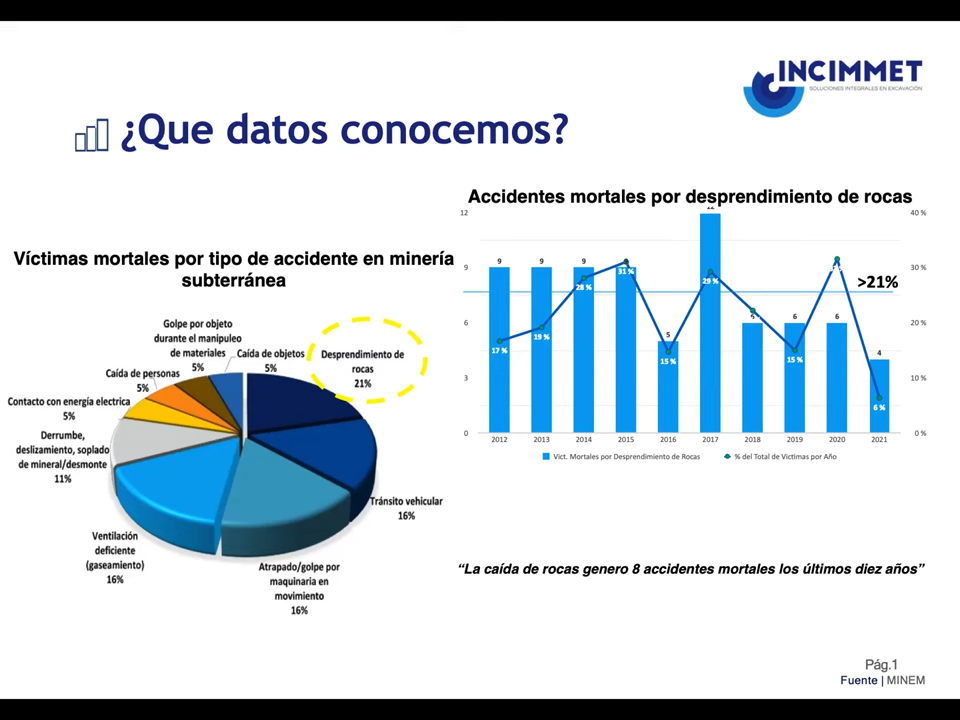 INCIMMET
SOLUCIONES INTEGRALES EN EXCAVACIÓN
¿Que datos conocemos?
Víctimas mortales por tipo de accidente en minería
subterránea
Golpe por objeto
durante el manipuleo
de materiales
5%
Caída de objetos
5%
Desprendimiento de
rocas
21%
Caída de personas
5%
Contacto con energía electrica
5%
Derrumbe,
deslizamiento, soplado
de mineral/desmonte
11%
Tránsito vehicular
16%
Ventilación
deficiente
(gaseamiento)
16%
Atrapado/golpe por
maquinaria en
movimiento
16%
Accidentes mortales por desprendimiento de rocas
12
9
6
3
0
40 %
30 %
20 %
10 %
0 %
>21%
9
9
9
9
5
6
6
4
17 %
19 %
28 %
31 %
15 %
29 %
15 %
6 %
2012
2013
2014
2015
2016
2017
2018
2019
2020
2021
Vict. Mortales por Desprendimiento de Rocas
% del Total de Victimas por Año
“La caída de rocas genero 8 accidentes mortales los últimos diez años”
Pág.1
Fuente | MINEM